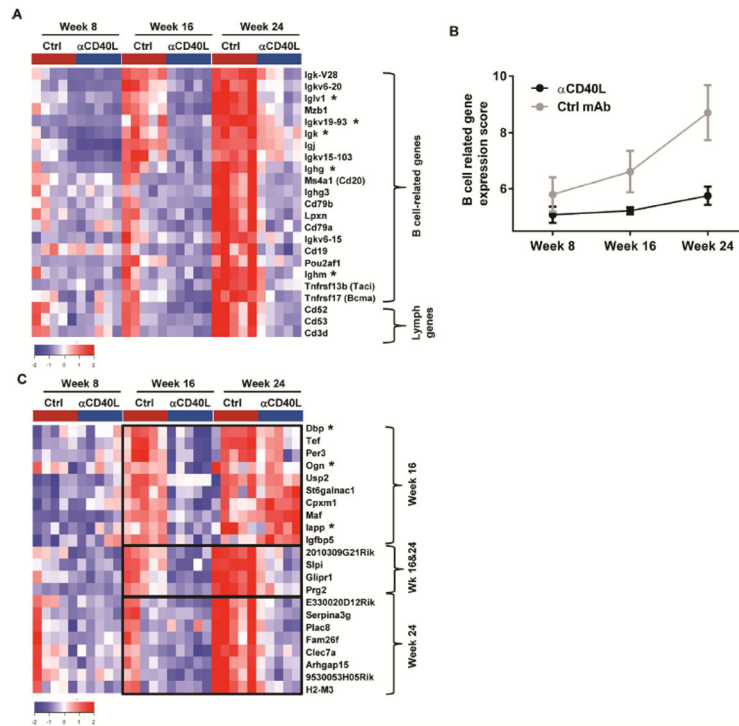 A
Week 8 Week 16 Week 24
Ctrl αCD40L Ctrl αCD40L Ctrl αCD40L
Igk-V28
Igkv6-20
Iglv1 *
Mzb1
Igkv19-93 *
Igk *
Igj
Igkv15-103
Ighg *
Ms4a1 (Cd20)
Ighg3
Cd79b
Lpxn
Cd79a
Igkv6-15
Cd19
Pou2af1
Ighm *
Tnfrsf13b (Taci)
Tnfrsf17 (Bcma)
Cd52
Cd53
Cd3d
B cell-related genes
Lymph genes
-2 -1 0 1 2
B
αCD40L
Ctrl mAb
B cell related gene
expression score
10
8
6
Week 8 Week 16 Week 24
C
Week 8 Week 16 Week 24
Ctrl αCD40L Ctrl αCD40L Ctrl αCD40L
Dbp *
Tef
Per3
Ogn *
Usp2
St6galnac1
Cpxm1
Maf
Iapp *
Igfbp5
2010309G21Rik
Slpi
Glipr1
Prg2
E330020D12Rik
Serpina3g
Plac8
Fam26f
Clec7a
Arhgap15
9530053H05Rik
H2-M3
Week 16
Wk 16&24
Week 24
-2 -1 0 1 2